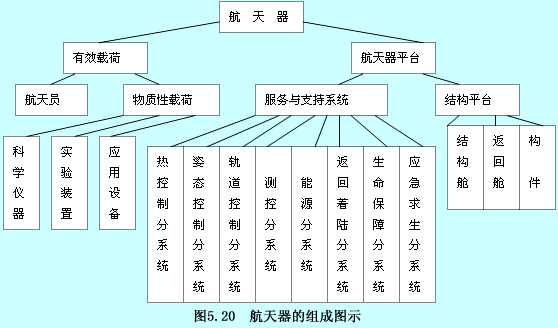 航 天 器
有效载荷
航天器平台
航天员
物质性载荷
服务与支持系统
结构平台
科学仪器
实验装置
应用设备
热控制分系统
姿态控制分系统
轨道控制分系统
测控分系统
能源分系统
返回着陆分系统
生命保障分系统
应急求生分系统
结构舱
返回舱
构件
图5.20 航天器的组成图示